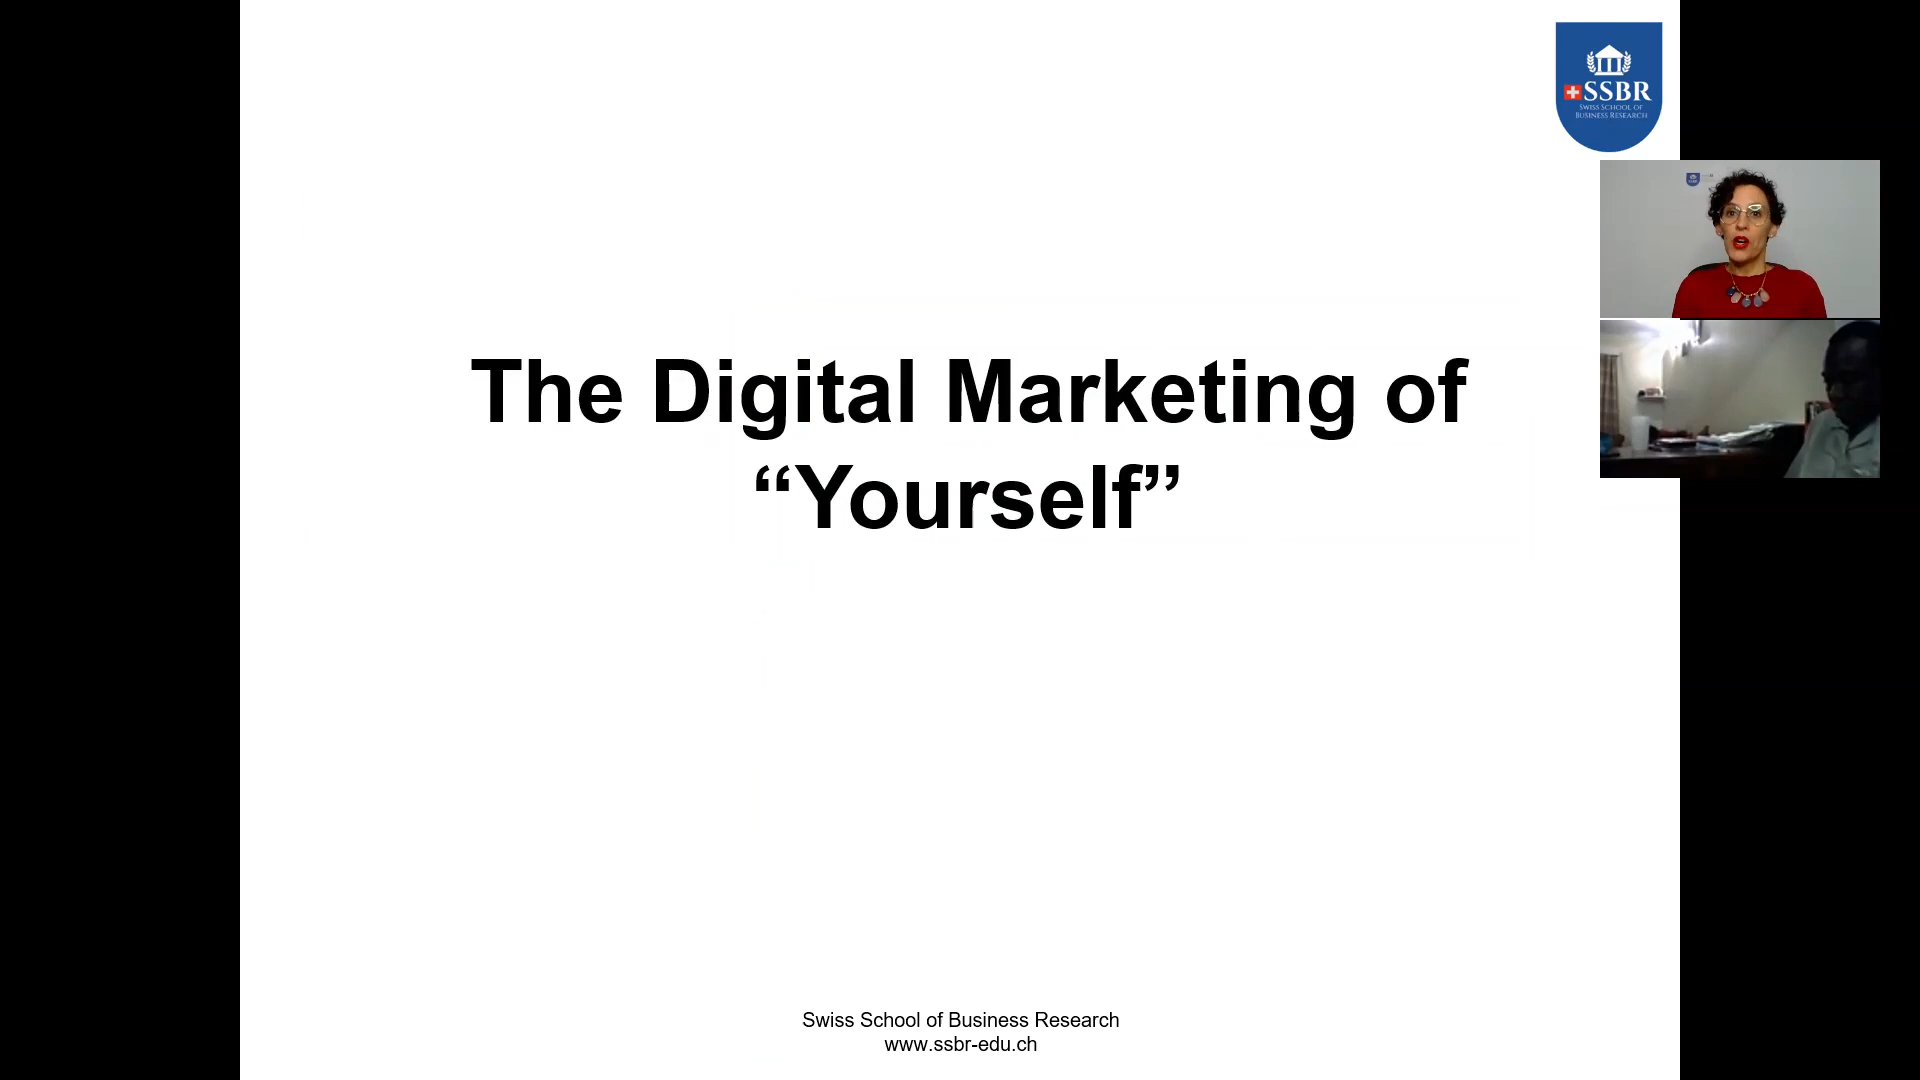 SSBR
SWISS SCHOOL OF
BUSINESS RESEARCH
The Digital Marketing of
“Yourself”
Swiss School of Business Research
www.ssbr-edu.ch